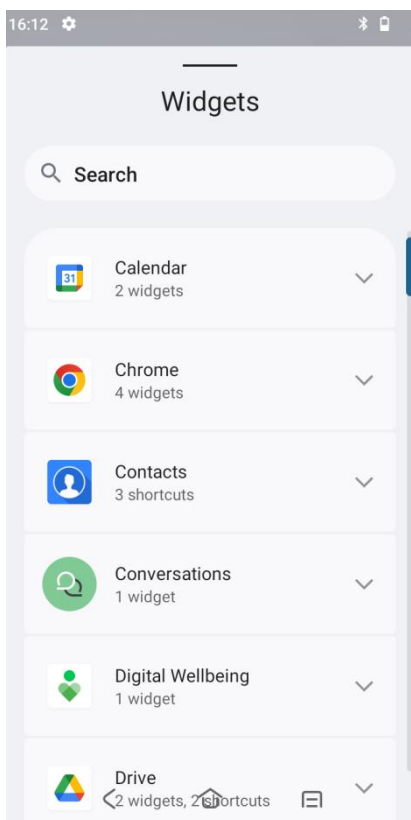 16:12
Widgets
Search
31
Calendar
2 widgets
Chrome
4 widgets
Contacts
3 shortcuts
Conversations
1 widget
Digital Wellbeing
1 widget
Drive
2 widgets, 2 shortcuts